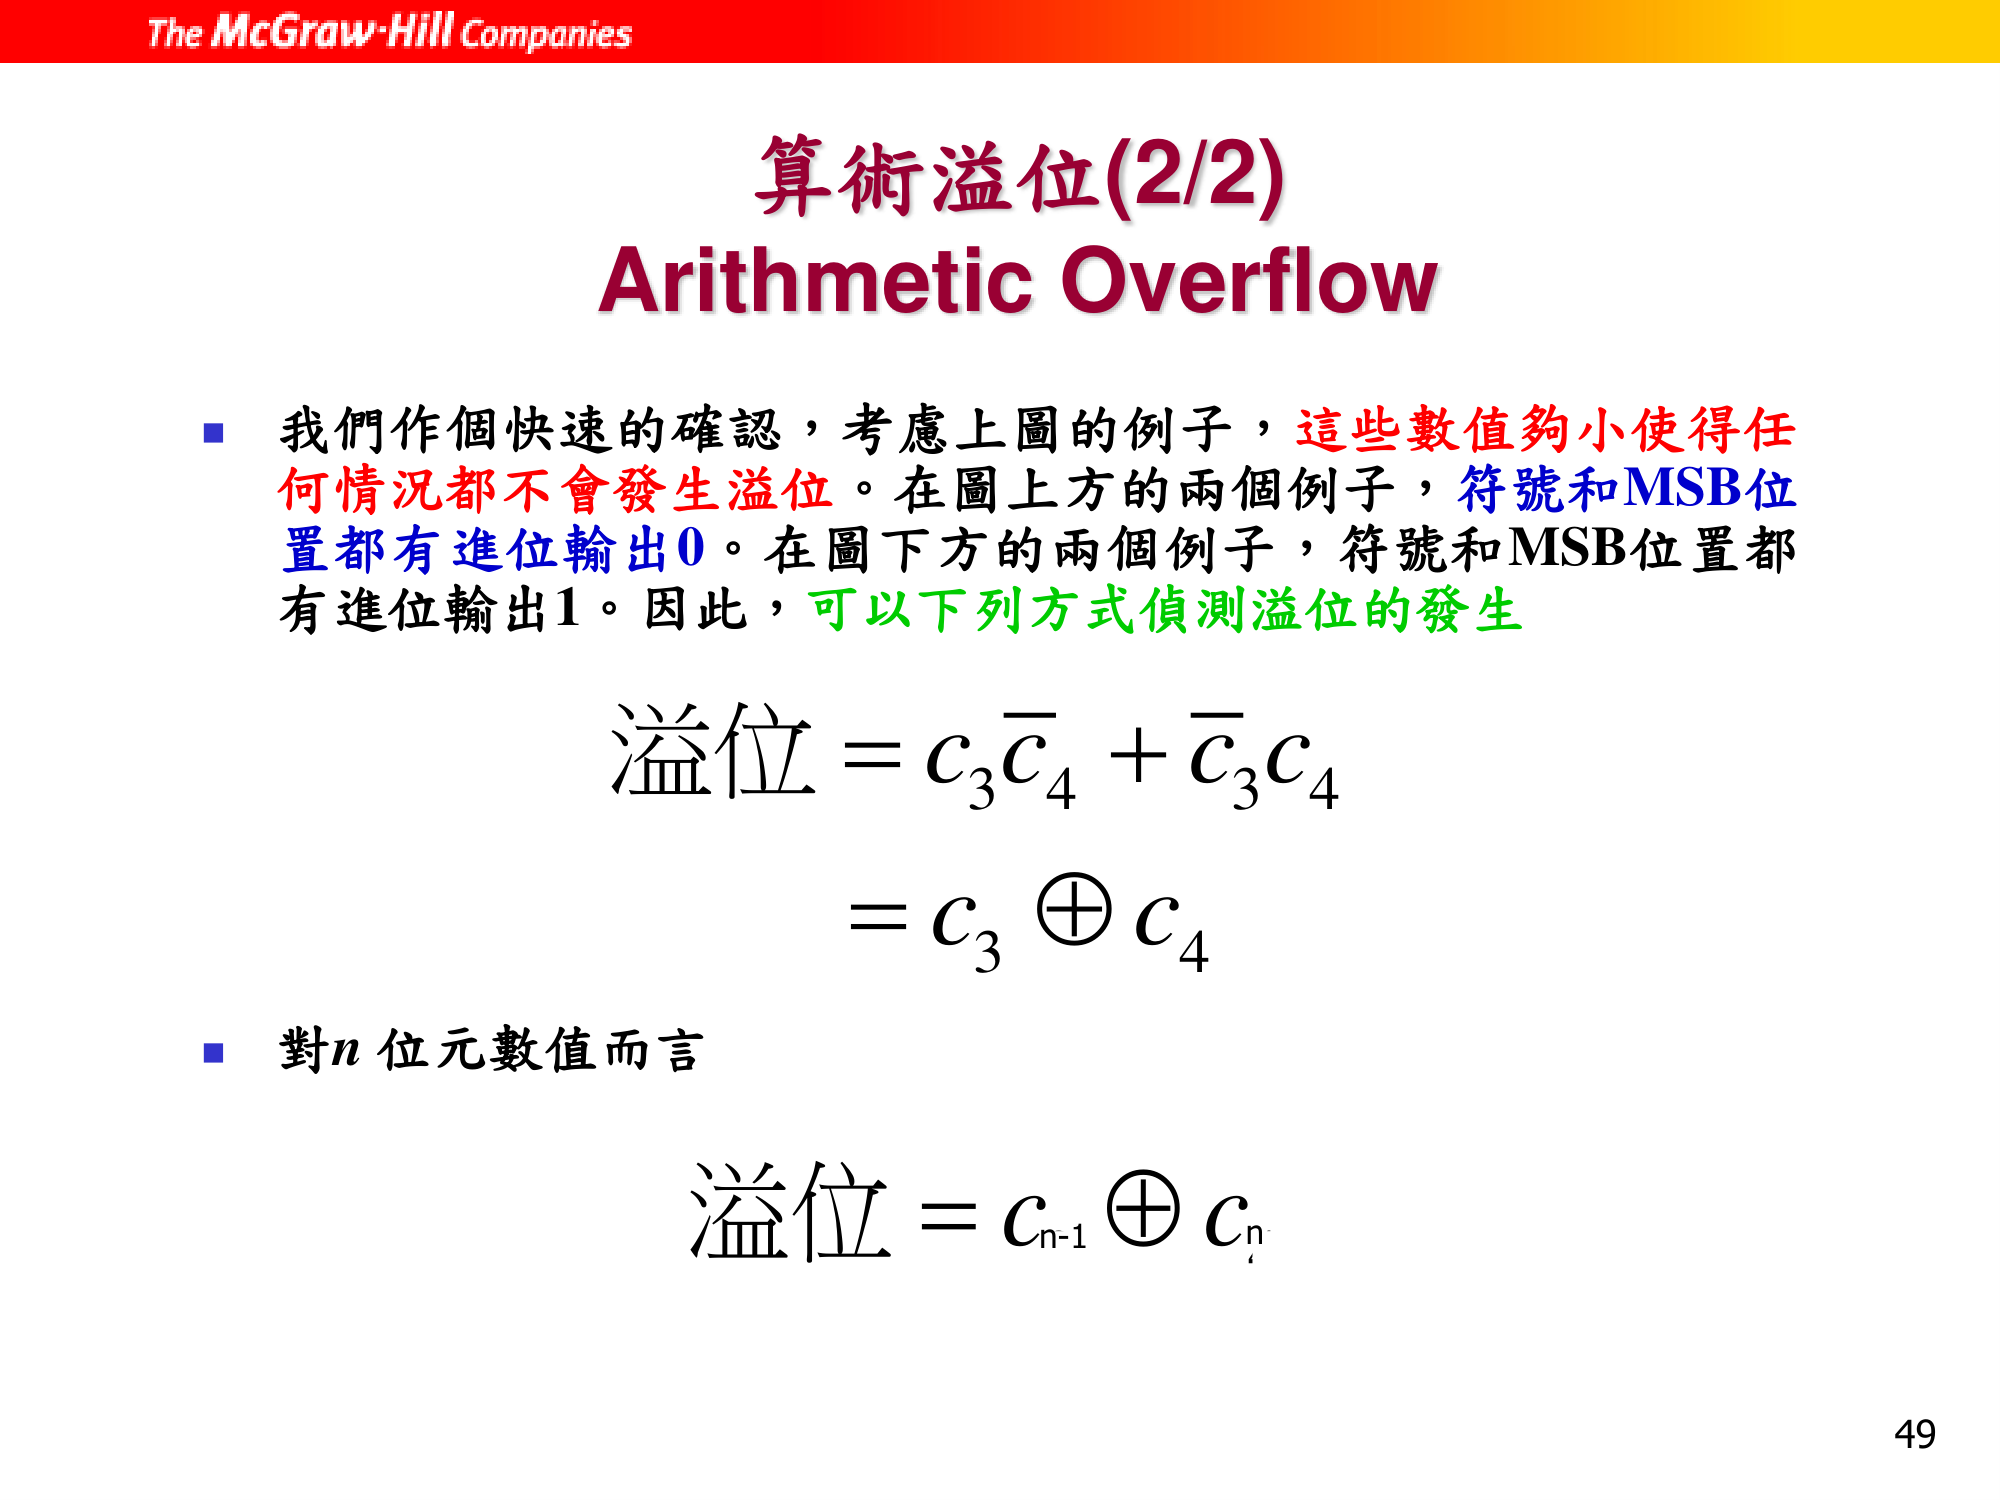 The McGraw-Hill Companies
算術溢位(2/2)
Arithmetic Overflow
■ 我們作個快速的確認，考慮上圖的例子，這些數值夠小使得任
何情況都不會發生溢位。在圖上方的兩個例子，符號和MSB位
置都有進位輸出0。在圖下方的兩個例子，符號和MSB位置都
有進位輸出1。因此，可以下列方式偵測溢位的發生
溢位 = c₃c̅₄ + c̅₃c₄
= c₃ ⊕ c₄
■ 對n 位元數值而言
溢位 = cₙ₋₁ ⊕ cₙ
49